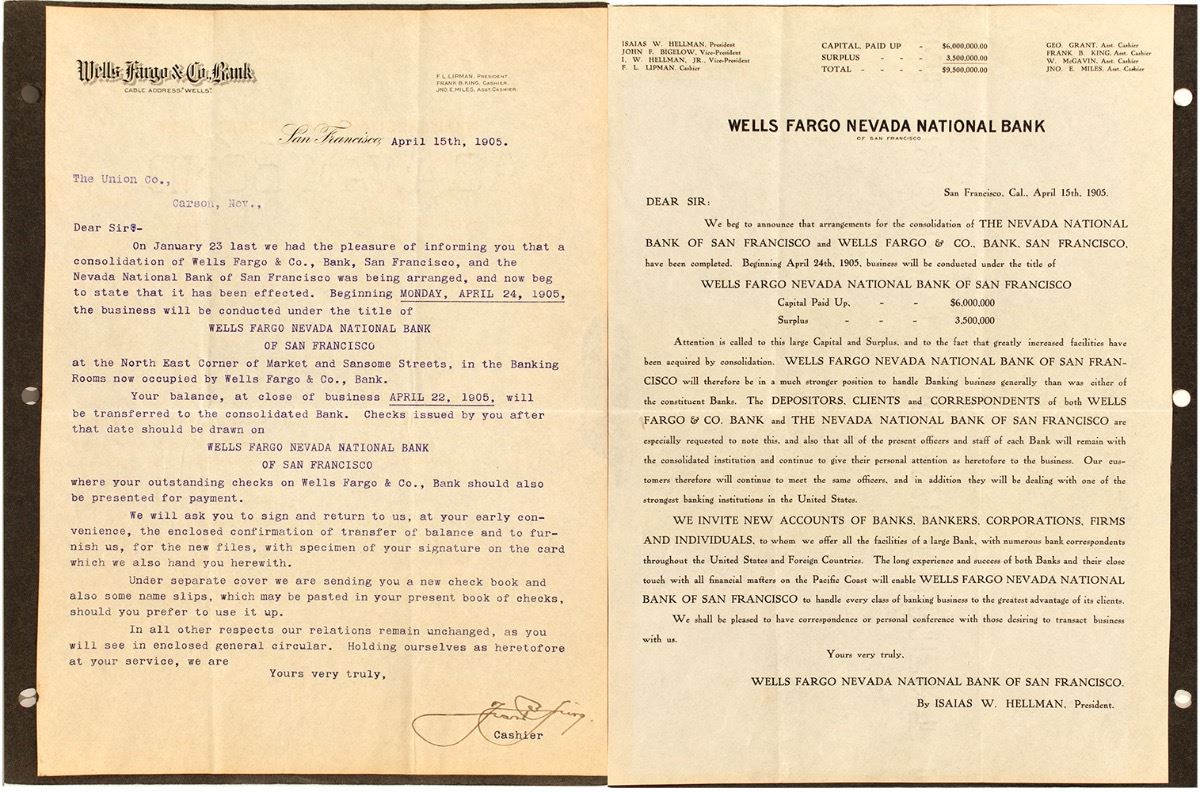 Wells Fargo & Co. Bank
CABLE ADDRESS "WELLS".
F. L. LIPMAN, PRESIDENT
FRANK B. KING, CASHIER.
JNO. E. MILES, ASST. CASHIER.
San Francisco, April 15th, 1905.
The Union Co.,
Carson, Nev.,
Dear Sir:-
On January 23 last we had the pleasure of informing you that a
consolidation of Wells Fargo & Co., Bank, San Francisco, and the
Nevada National Bank of San Francisco was being arranged, and now beg
to state that it has been effected. Beginning MONDAY, APRIL 24, 1905,
the business will be conducted under the title of
WELLS FARGO NEVADA NATIONAL BANK
OF SAN FRANCISCO
at the North East Corner of Market and Sansome Streets, in the Banking
Rooms now occupied by Wells Fargo & Co., Bank.
Your balance, at close of business APRIL 22, 1905, will
be transferred to the consolidated Bank. Checks issued by you after
that date should be drawn on
WELLS FARGO NEVADA NATIONAL BANK
OF SAN FRANCISCO
where your outstanding checks on Wells Fargo & Co., Bank should also
be presented for payment.
We will ask you to sign and return to us, at your early con-
venience, the enclosed confirmation of transfer of balance and to fur-
nish us, for the new files, with specimen of your signature on the card
which we also hand you herewith.
Under separate cover we are sending you a new check book and
also some name slips, which may be pasted in your present book of checks,
should you prefer to use it up.
In all other respects our relations remain unchanged, as you
will see in enclosed general circular. Holding ourselves as heretofore
at your service, we are
Yours very truly,
Frank B. King.
Cashier
ISAIAS W. HELLMAN, President
JOHN F. BIGELOW, Vice-President
I. W. HELLMAN, JR., Vice-President
F. L. LIPMAN, Cashier
CAPITAL, PAID UP - $6,000,000.00
SURPLUS - - - 3,500,000.00
TOTAL - - - - $9,500,000.00
GEO. GRANT, Asst. Cashier
FRANK B. KING, Asst. Cashier
W. McGAVIN, Asst. Cashier
JNO. E. MILES, Asst. Cashier
WELLS FARGO NEVADA NATIONAL BANK
OF SAN FRANCISCO
San Francisco, Cal., April 15th, 1905.
DEAR SIR:
We beg to announce that arrangements for the consolidation of THE NEVADA NATIONAL
BANK OF SAN FRANCISCO and WELLS FARGO & CO., BANK, SAN FRANCISCO,
have been completed. Beginning April 24th, 1905, business will be conducted under the title of
WELLS FARGO NEVADA NATIONAL BANK OF SAN FRANCISCO
Capital Paid Up, - - $6,000,000
Surplus - - - 3,500,000
Attention is called to this large Capital and Surplus, and to the fact that greatly increased facilities have
been acquired by consolidation. WELLS FARGO NEVADA NATIONAL BANK OF SAN FRAN-
CISCO will therefore be in a much stronger position to handle Banking business generally than was either of
the constituent Banks. The DEPOSITORS, CLIENTS and CORRESPONDENTS of both WELLS
FARGO & CO. BANK and THE NEVADA NATIONAL BANK OF SAN FRANCISCO are
especially requested to note this, and also that all of the present officers and staff of each Bank will remain with
the consolidated institution and continue to give their personal attention as heretofore to the business. Our cus-
tomers therefore will continue to meet the same officers, and in addition they will be dealing with one of the
strongest banking institutions in the United States.
WE INVITE NEW ACCOUNTS OF BANKS, BANKERS, CORPORATIONS, FIRMS
AND INDIVIDUALS, to whom we offer all the facilities of a large Bank, with numerous bank correspondents
throughout the United States and Foreign Countries. The long experience and success of both Banks and their close
touch with all financial matters on the Pacific Coast will enable WELLS FARGO NEVADA NATIONAL
BANK OF SAN FRANCISCO to handle every class of banking business to the greatest advantage of its clients.
We shall be pleased to have correspondence or personal conference with those desiring to transact business
with us.
Yours very truly,
WELLS FARGO NEVADA NATIONAL BANK OF SAN FRANCISCO.
By ISAIAS W. HELLMAN, President.